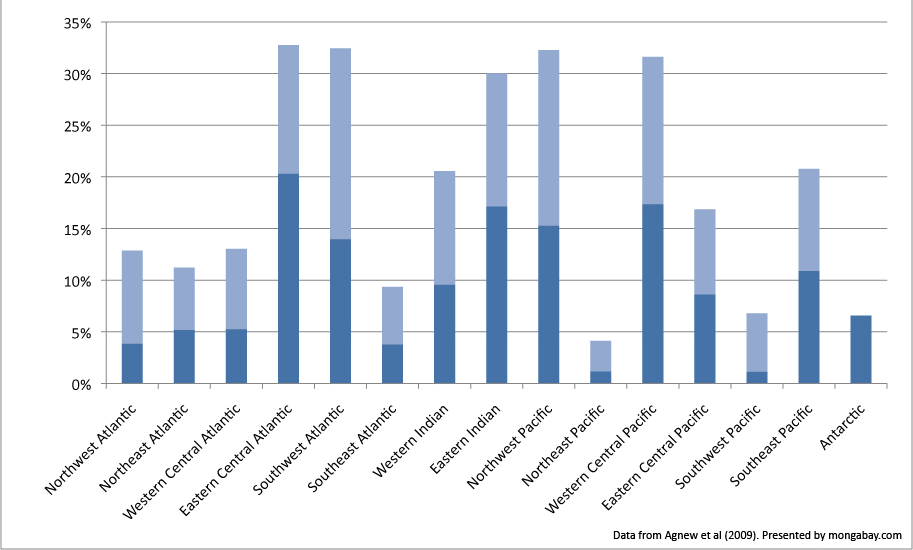 35%
30%
25%
20%
15%
10%
5%
0%
Northwest Atlantic
Northeast Atlantic
Western Central Atlantic
Eastern Central Atlantic
Southwest Atlantic
Southeast Atlantic
Western Indian
Eastern Indian
Northwest Pacific
Northeast Pacific
Western Central Pacific
Eastern Central Pacific
Southwest Pacific
Southeast Pacific
Antarctic
Data from Agnew et al (2009). Presented by mongabay.com